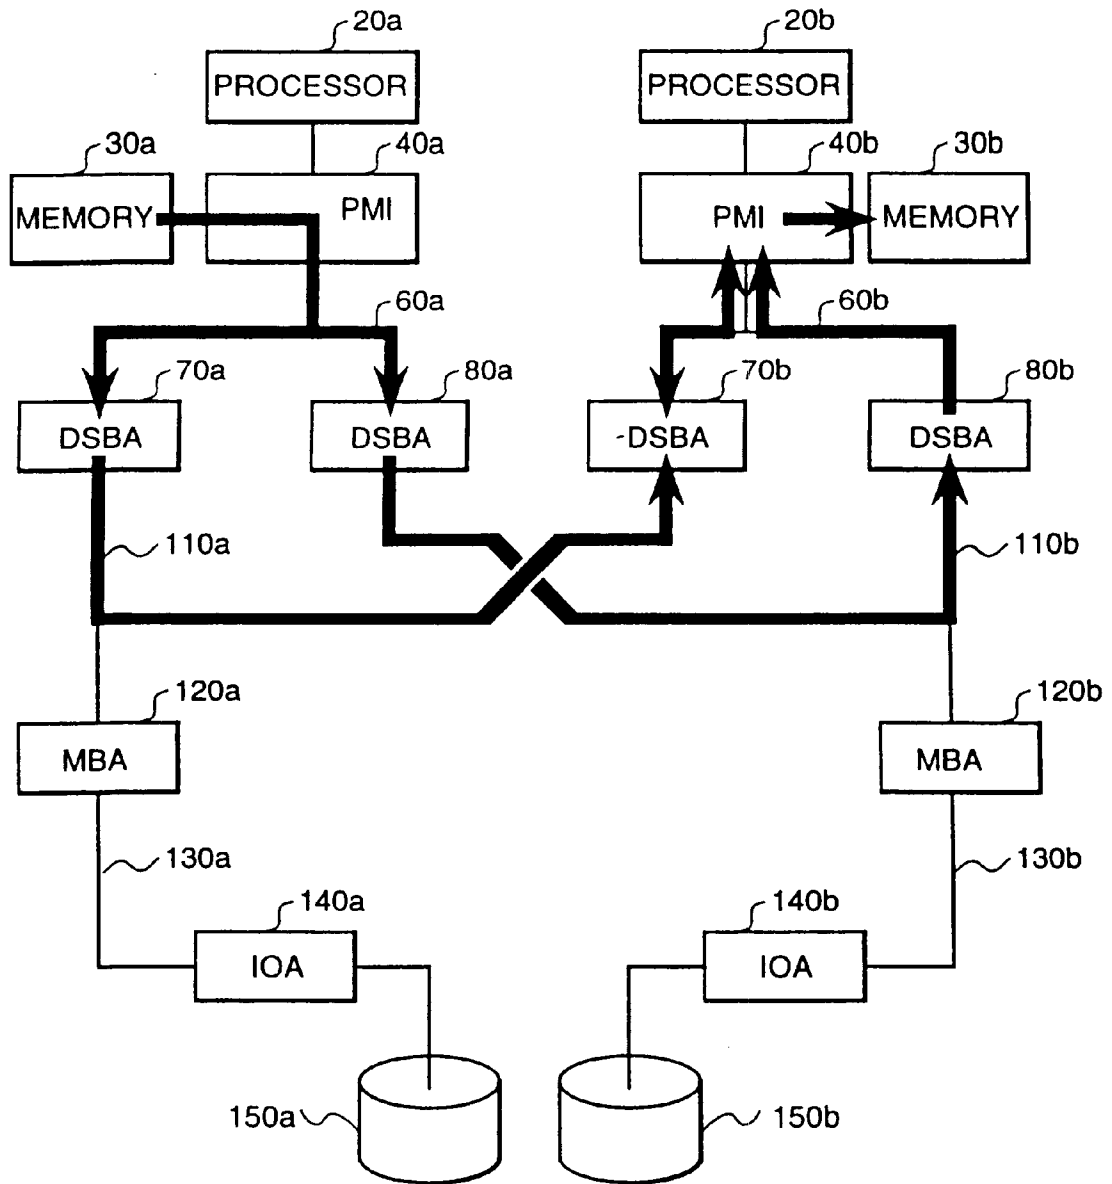 20a
20b
PROCESSOR
PROCESSOR
30a
40a
40b
30b
MEMORY
PMI
PMI
MEMORY
60a
60b
70a
80a
70b
80b
DSBA
DSBA
-DSBA
DSBA
110a
110b
120a
120b
MBA
MBA
130a
130b
140a
140b
IOA
IOA
150a
150b